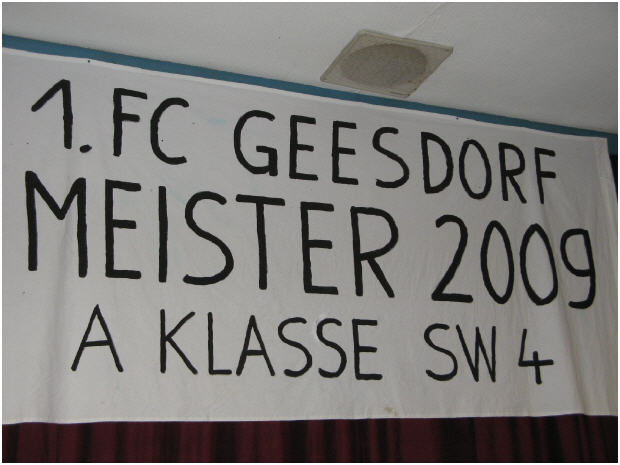 1. FC GEESDORF
MEISTER 2009
A KLASSE SW 4